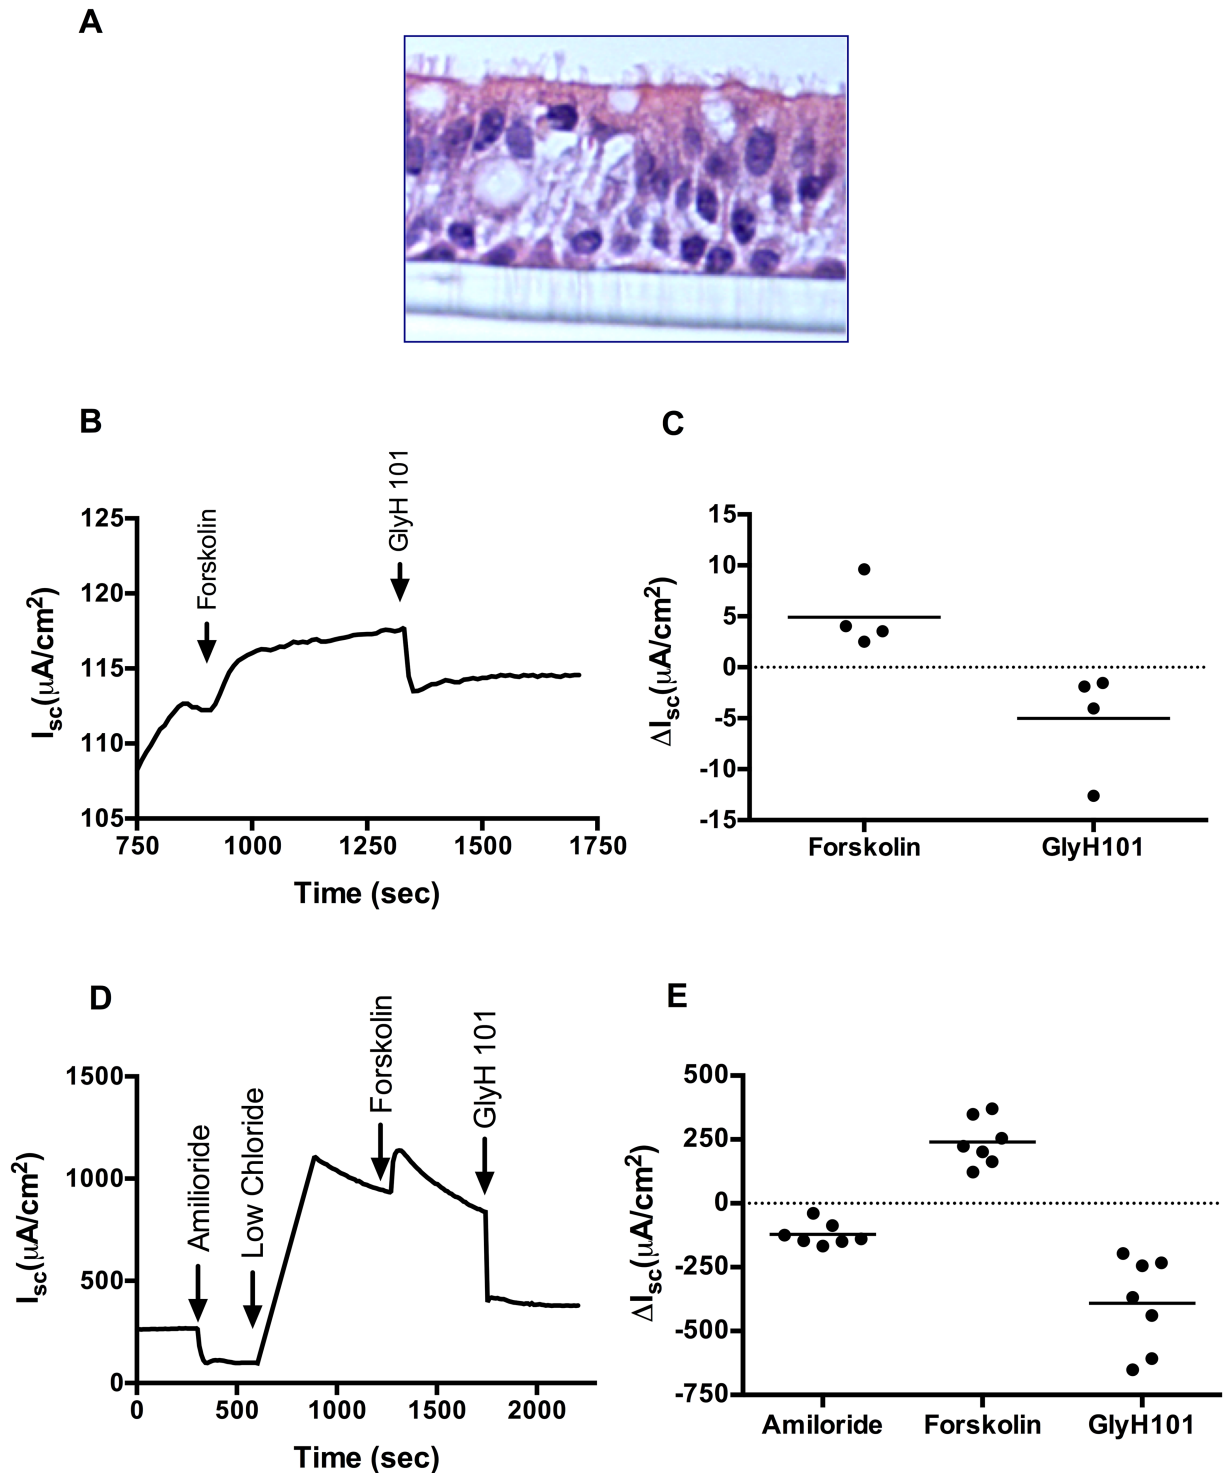 A
B
Forskolin
GlyH 101
125
120
115
110
105
Isc(μA/cm2)
750
1000
1250
1500
1750
Time (sec)
C
15
10
5
0
-5
-10
-15
ΔIsc(μA/cm2)
Forskolin
GlyH101
D
Amilioride
Low Chloride
Forskolin
GlyH 101
1500
1000
500
0
Isc(μA/cm2)
0
500
1000
1500
2000
Time (sec)
E
500
250
0
-250
-500
-750
ΔIsc(μA/cm2)
Amiloride
Forskolin
GlyH101